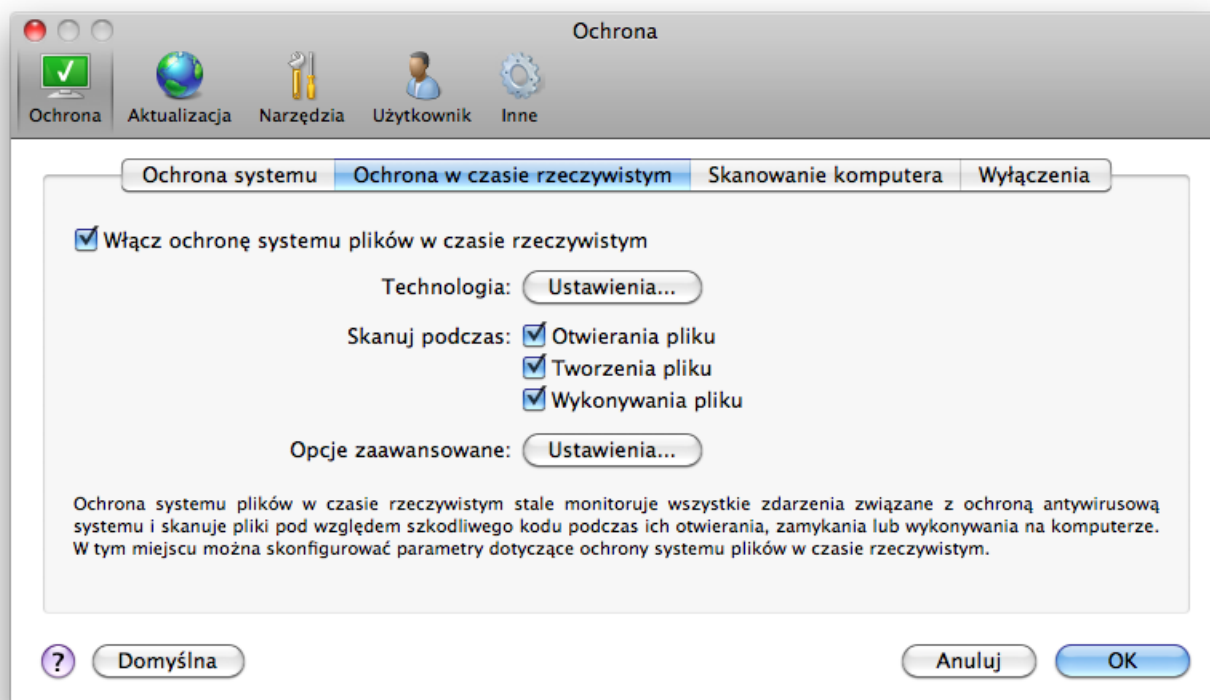 Ochrona
Ochrona Aktualizacja Narzędzia Użytkownik Inne
Ochrona systemu Ochrona w czasie rzeczywistym Skanowanie komputera Wyłączenia
Włącz ochronę systemu plików w czasie rzeczywistym
Technologia: Ustawienia...
Skanuj podczas: Otwierania pliku
Tworzenia pliku
Wykonywania pliku
Opcje zaawansowane: Ustawienia...
Ochrona systemu plików w czasie rzeczywistym stale monitoruje wszystkie zdarzenia związane z ochroną antywirusową
systemu i skanuje pliki pod względem szkodliwego kodu podczas ich otwierania, zamykania lub wykonywania na komputerze.
W tym miejscu można skonfigurować parametry dotyczące ochrony systemu plików w czasie rzeczywistym.
? Domyślna Anuluj OK